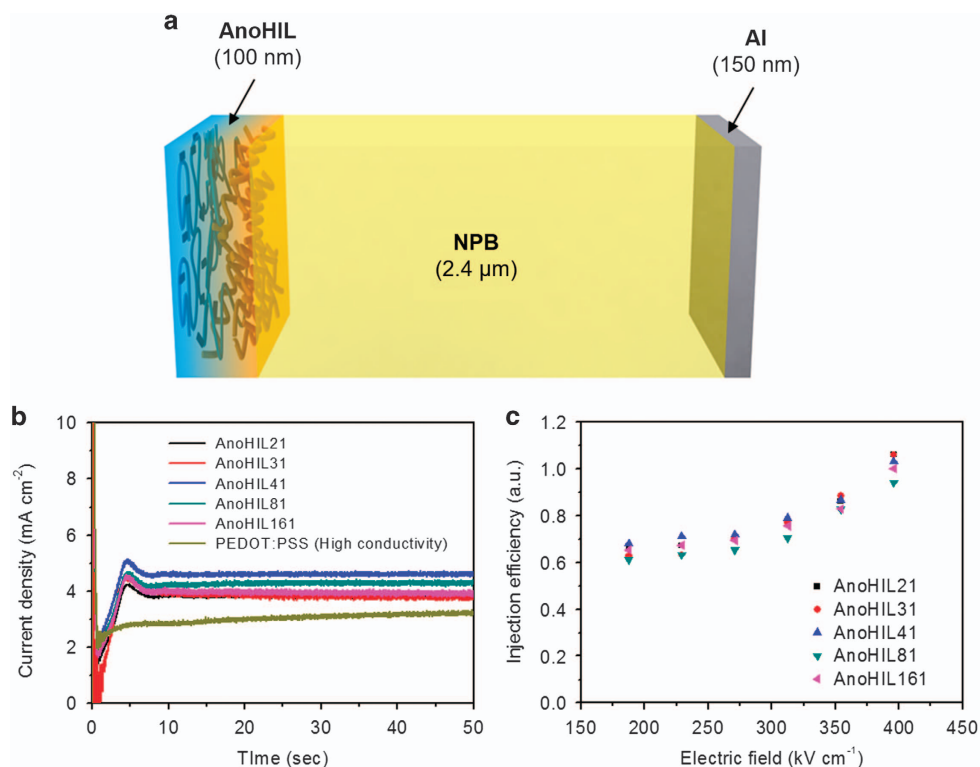 a
AnoHIL
(100 nm)
Al
(150 nm)
NPB
(2.4 µm)
b
10
8
6
4
2
0
Current density (mA cm-2)
AnoHIL21
AnoHIL31
AnoHIL41
AnoHIL81
AnoHIL161
PEDOT:PSS (High conductivity)
0 10 20 30 40 50
TIme (sec)
c
1.2
1.0
0.8
0.6
0.4
0.2
0.0
Injection efficiency (a.u.)
AnoHIL21
AnoHIL31
AnoHIL41
AnoHIL81
AnoHIL161
150 200 250 300 350 400 450
Electric field (kV cm-1)